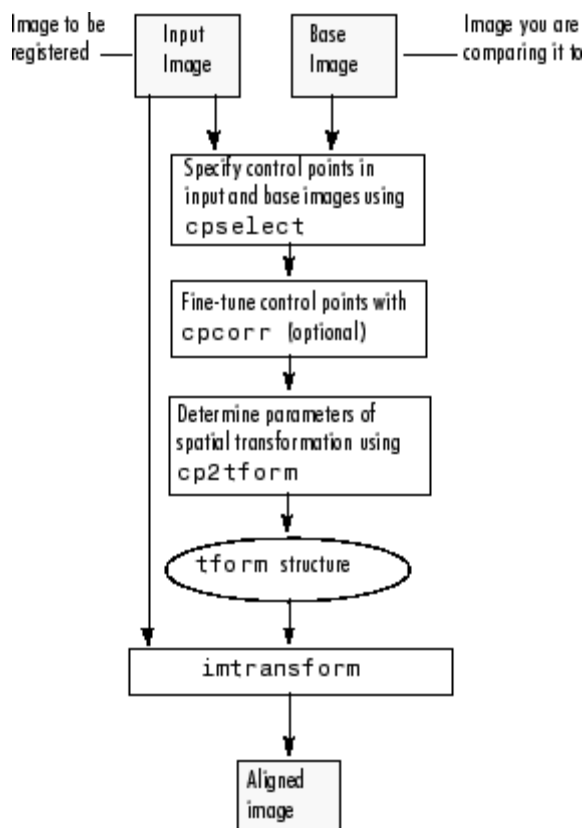 Image to be
registered
Input
Image
Base
Image
Image you are
comparing it to
Specify control points in
input and base images using
cpselect
Fine-tune control points with
cpcorr (optional)
Determine parameters of
spatial transformation using
cp2tform
tform structure
imtransform
Aligned
image